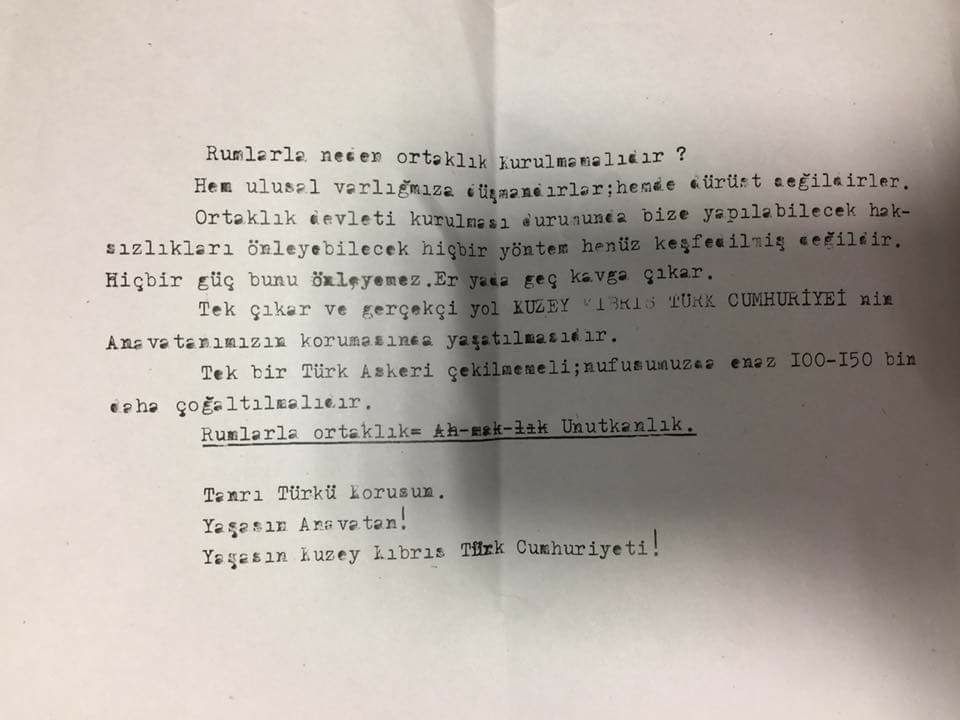 Rumlarla neden ortaklık kurulmamalıdır ?
Hem ulusal varlığmıza düşmandırlar;hemde dürüst değildirler.
Ortaklık devleti kurulması durumunda bize yapılabilecek hak-
sızlıkları önleyebilecek hiçbir yöntem henüz keşfedilmiş değildir.
Hiçbir güç bunu önleyemez.Er yada geç kavga çıkar.
Tek çıkar ve gerçekçi yol KUZEY KIBRIS TÜRK CUMHURİYEİ nin
Anavatanımızın korumasında yaşatılmasıdır.
Tek bir Türk Askeri çekilmemeli;nufusumuzda enaz I00-I50 bin
daha çoğaltılmalıdır.
Rumlarla ortaklık= Ah-mak-lık Unutkanlık.
Tanrı Türkü Korusun.
Yaşasın Anavatan!
Yaşasın Kuzey Kıbrıs Türk Cumhuriyeti!